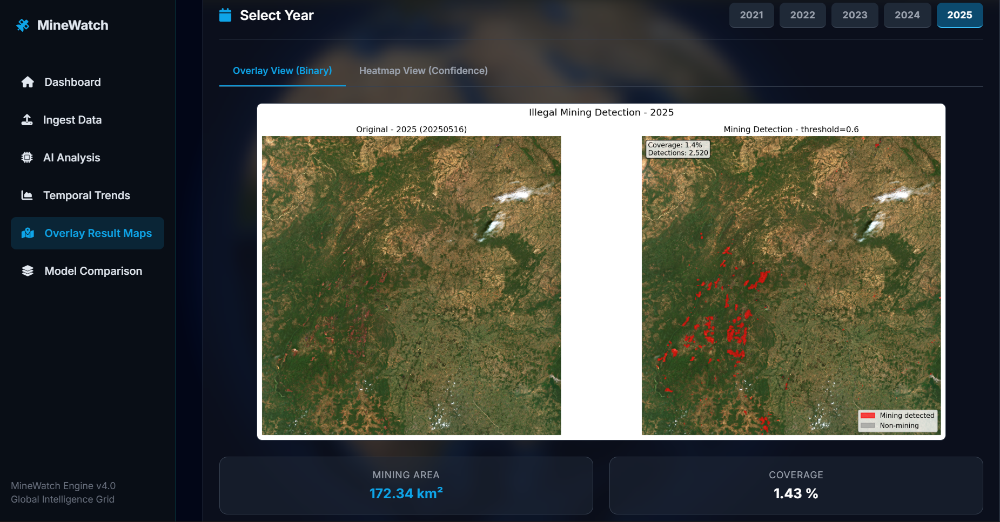 MineWatch
Dashboard
Ingest Data
AI Analysis
Temporal Trends
Overlay Result Maps
Model Comparison
MineWatch Engine v4.0
Global Intelligence Grid
Select Year
2021
2022
2023
2024
2025
Overlay View (Binary)
Heatmap View (Confidence)
Illegal Mining Detection - 2025
Original - 2025 (20250516)
Mining Detection - threshold=0.6
Coverage: 1.4%
Detections: 2,520
Mining detected
Non-mining
MINING AREA
172.34 km²
COVERAGE
1.43 %